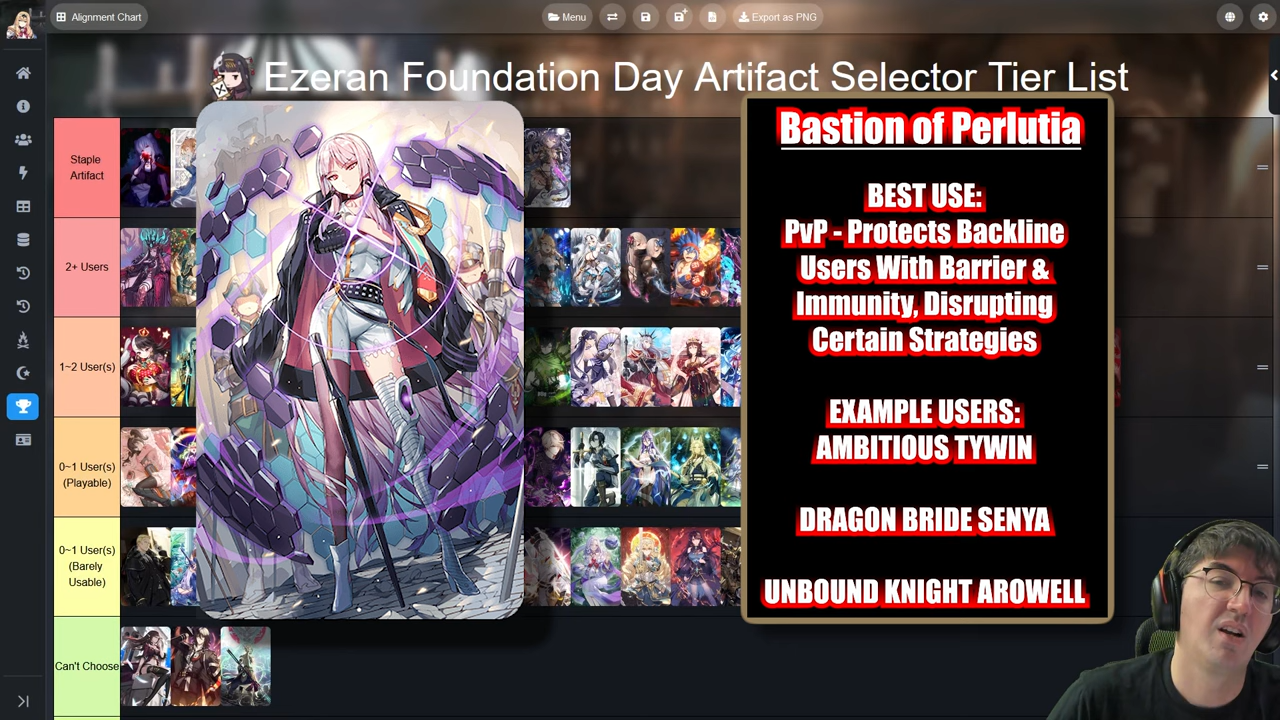 Alignment Chart
Menu
Export as PNG
Ezeran Foundation Day Artifact Selector Tier List
Staple
Artifact
2+ Users
1~2 User(s)
0~1 User(s)
(Playable)
0~1 User(s)
(Barely
Usable)
Can't Choose
Bastion of Perlutia
BEST USE:
PvP - Protects Backline
Users With Barrier &
Immunity, Disrupting
Certain Strategies
EXAMPLE USERS:
AMBITIOUS TYWIN
DRAGON BRIDE SENYA
UNBOUND KNIGHT AROWELL